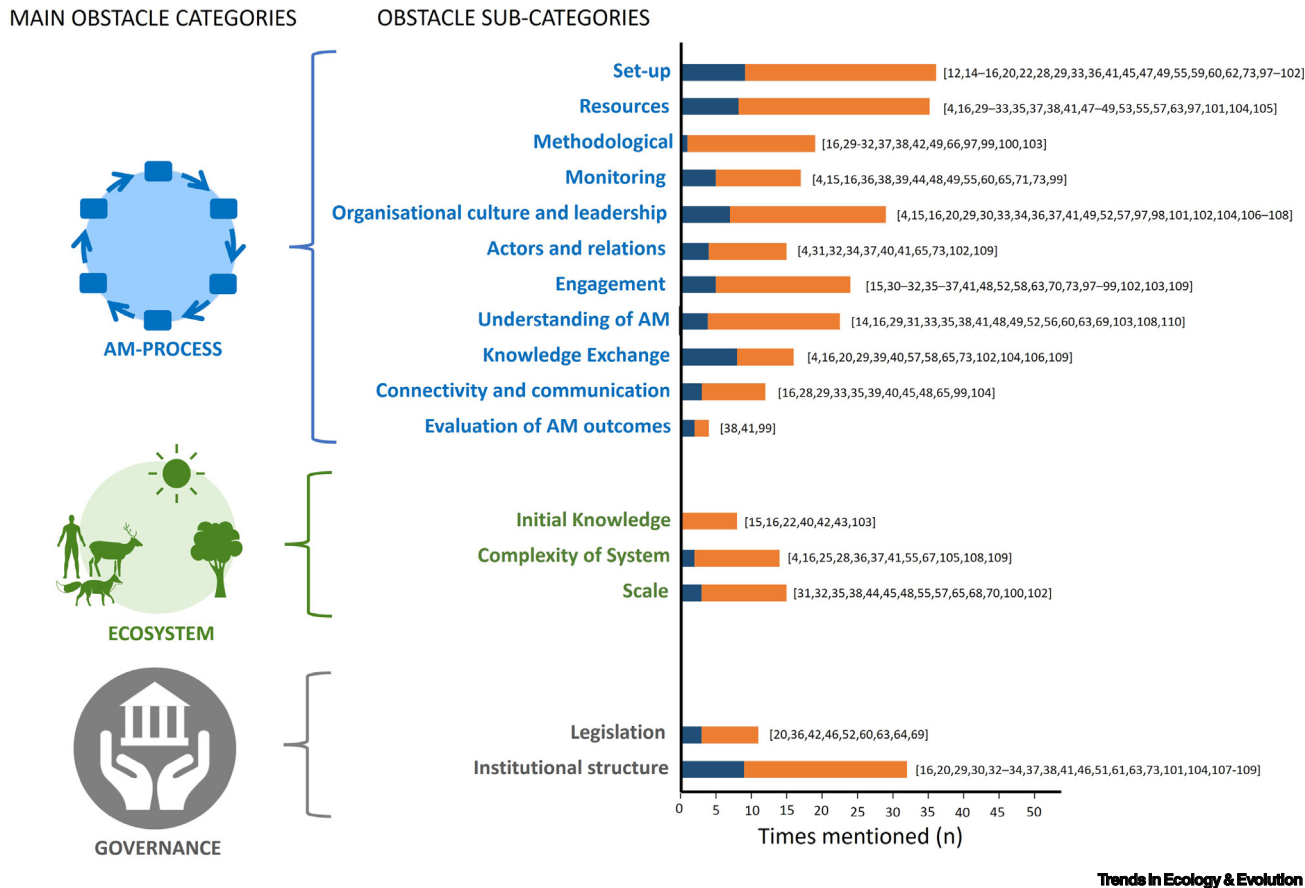 MAIN OBSTACLE CATEGORIES
OBSTACLE SUB-CATEGORIES
AM-PROCESS
Set-up [12,14–16,20,22,28,29,33,36,41,45,47,49,55,59,60,62,73,97–102]
Resources [4,16,29–33,35,37,38,41,47–49,53,55,57,63,97,101,104,105]
Methodological [16,29-32,37,38,42,49,66,97,99,100,103]
Monitoring [4,15,16,36,38,39,44,48,49,55,60,65,71,73,99]
Organisational culture and leadership [4,15,16,20,29,30,33,34,36,37,41,49,52,57,97,98,101,102,104,106–108]
Actors and relations [4,31,32,34,37,40,41,65,73,102,109]
Engagement [15,30–32,35–37,41,48,52,58,63,70,73,97–99,102,103,109]
Understanding of AM [14,16,29,31,33,35,38,41,48,49,52,56,60,63,69,103,108,110]
Knowledge Exchange [4,16,20,29,39,40,57,58,65,73,102,104,106,109]
Connectivity and communication [16,28,29,33,35,39,40,45,48,65,99,104]
Evaluation of AM outcomes [38,41,99]
ECOSYSTEM
Initial Knowledge [15,16,22,40,42,43,103]
Complexity of System [4,16,25,28,36,37,41,55,67,105,108,109]
Scale [31,32,35,38,44,45,48,55,57,65,68,70,100,102]
GOVERNANCE
Legislation [20,36,42,46,52,60,63,64,69]
Institutional structure [16,20,29,30,32–34,37,38,41,46,51,61,63,73,101,104,107-109]
0 5 10 15 20 25 30 35 40 45 50
Times mentioned (n)
Trends in Ecology & Evolution